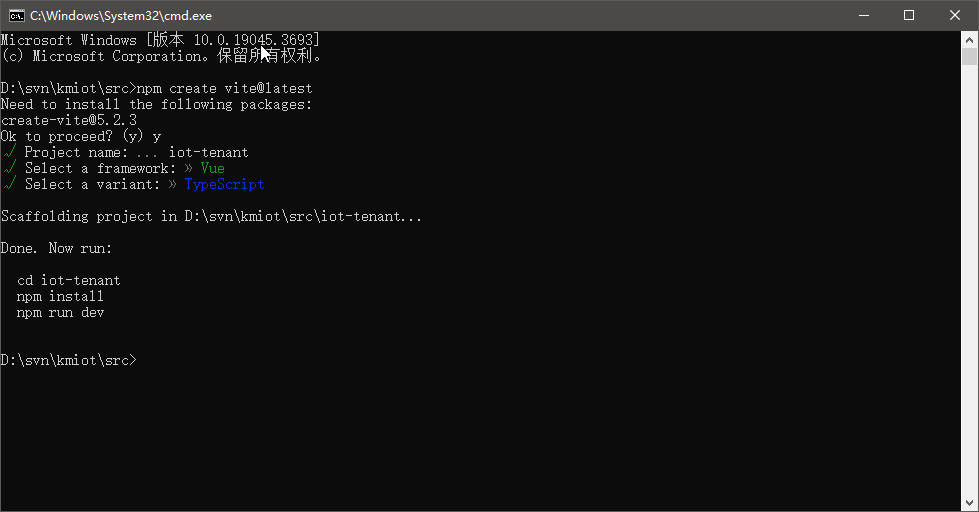 C:\Windows\System32\cmd.exe
Microsoft Windows [版本 10.0.19045.3693]
(c) Microsoft Corporation。保留所有权利。
D:\svn\kmiot\src>npm create vite@latest
Need to install the following packages:
create-vite@5.2.3
Ok to proceed? (y) y
√ Project name: ... iot-tenant
√ Select a framework: » Vue
√ Select a variant: » TypeScript
Scaffolding project in D:\svn\kmiot\src\iot-tenant...
Done. Now run:
cd iot-tenant
npm install
npm run dev
D:\svn\kmiot\src>